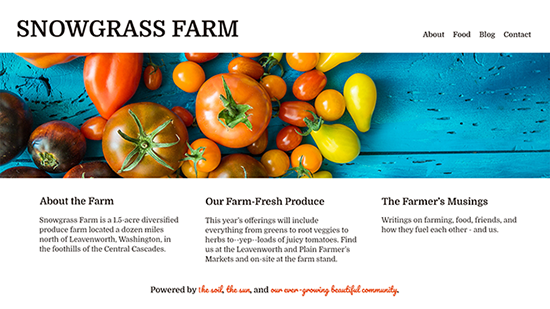 SNOWGRASS FARM
About Food Blog Contact
About the Farm
Snowgrass Farm is a 1.5-acre diversified
produce farm located a dozen miles
north of Leavenworth, Washington, in
the foothills of the Central Cascades.
Our Farm-Fresh Produce
This year's offerings will include
everything from greens to root veggies to
herbs to--yep--loads of juicy tomatoes. Find
us at the Leavenworth and Plain Farmer's
Markets and on-site at the farm stand.
The Farmer's Musings
Writings on farming, food, friends, and
how they fuel each other - and us.
Powered by the soil, the sun, and our ever-growing beautiful community.